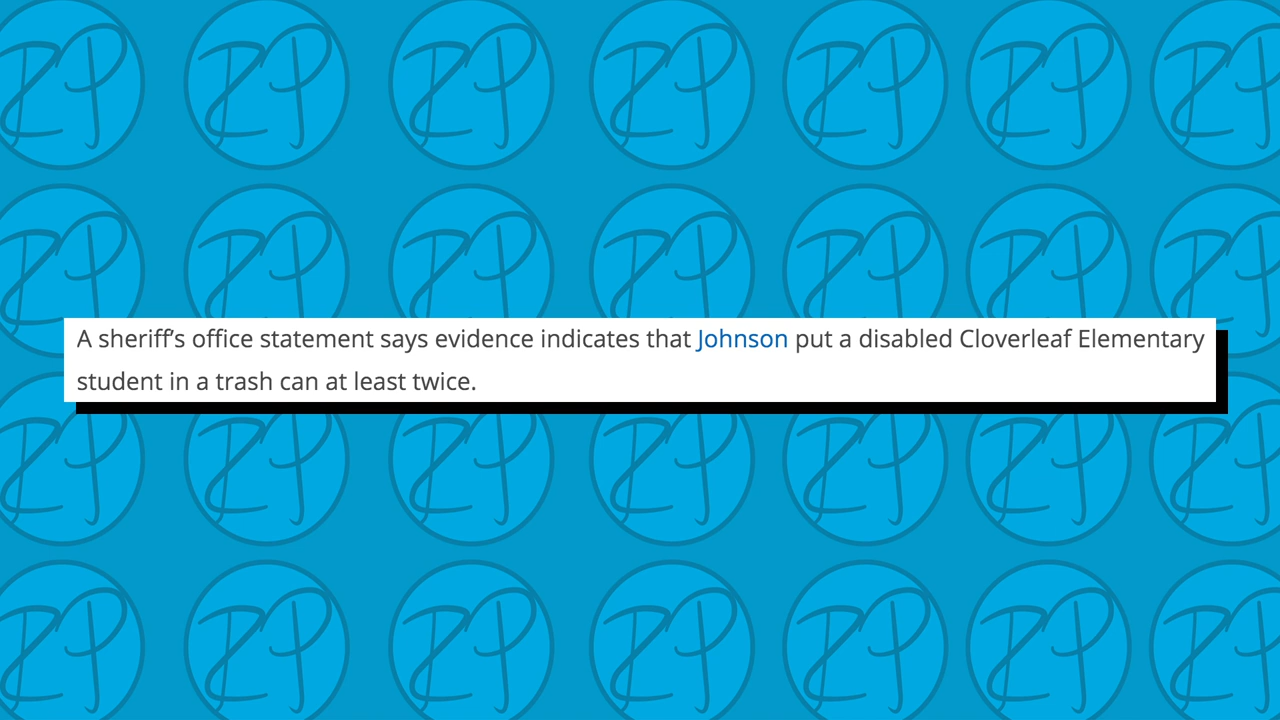 A sheriff’s office statement says evidence indicates that Johnson put a disabled Cloverleaf Elementary
student in a trash can at least twice.